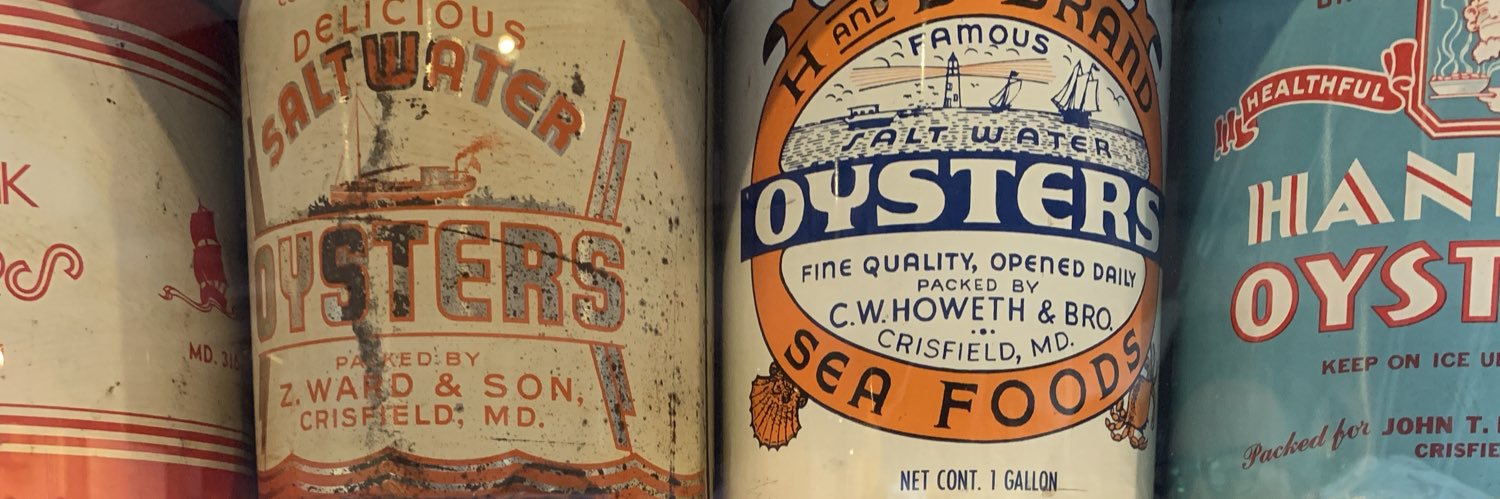 K
RS
MD. 316
DELICIOUS
SALTWATER
OYSTERS
PACKED BY
Z. WARD & SON,
CRISFIELD, MD.
H AND B BRAND
FAMOUS
SALT WATER
OYSTERS
FINE QUALITY, OPENED DAILY
PACKED BY
C.W. HOWETH & BRO.
CRISFIELD, MD.
SEA FOODS
NET CONT. 1 GALLON
HEALTHFUL
HAN
OYST
KEEP ON ICE U
Packed for JOHN T.
CRISFIE